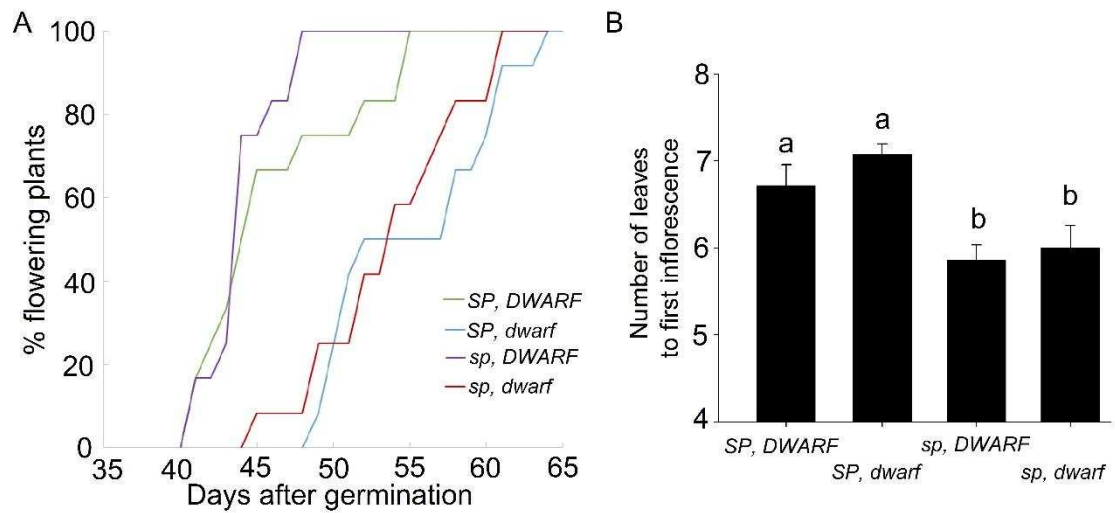 A
% flowering plants
100
80
60
40
20
0
35
40
45
50
55
60
65
Days after germination
SP, DWARF
SP, dwarf
sp, DWARF
sp, dwarf
B
Number of leaves
to first inflorescence
8
7
6
5
4
a
a
b
b
SP, DWARF
SP, dwarf
sp, DWARF
sp, dwarf